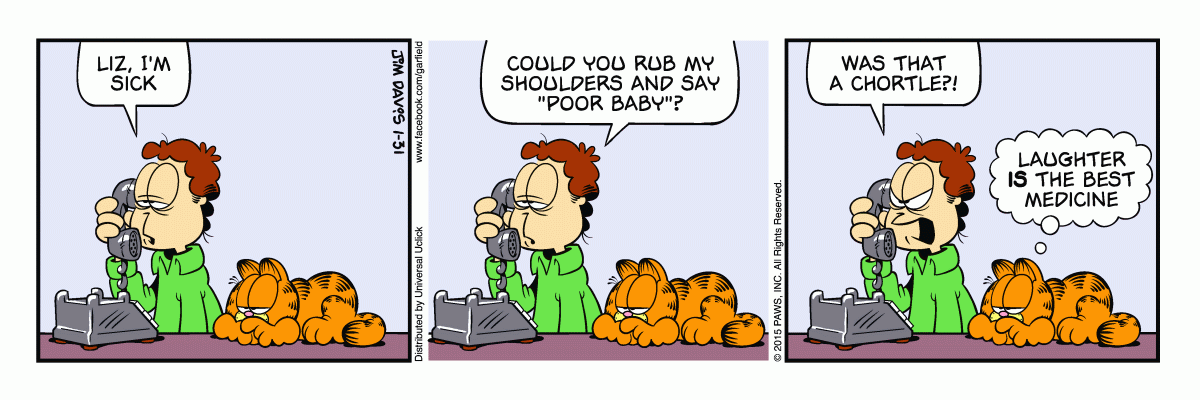 LIZ, I'M
SICK
JIM DAVIS 1-31
www.facebook.com/garfield
Distributed by Universal Uclick
COULD YOU RUB MY
SHOULDERS AND SAY
"POOR BABY"?
© 2015 PAWS, INC. All Rights Reserved.
WAS THAT
A CHORTLE?!
LAUGHTER
IS THE BEST
MEDICINE